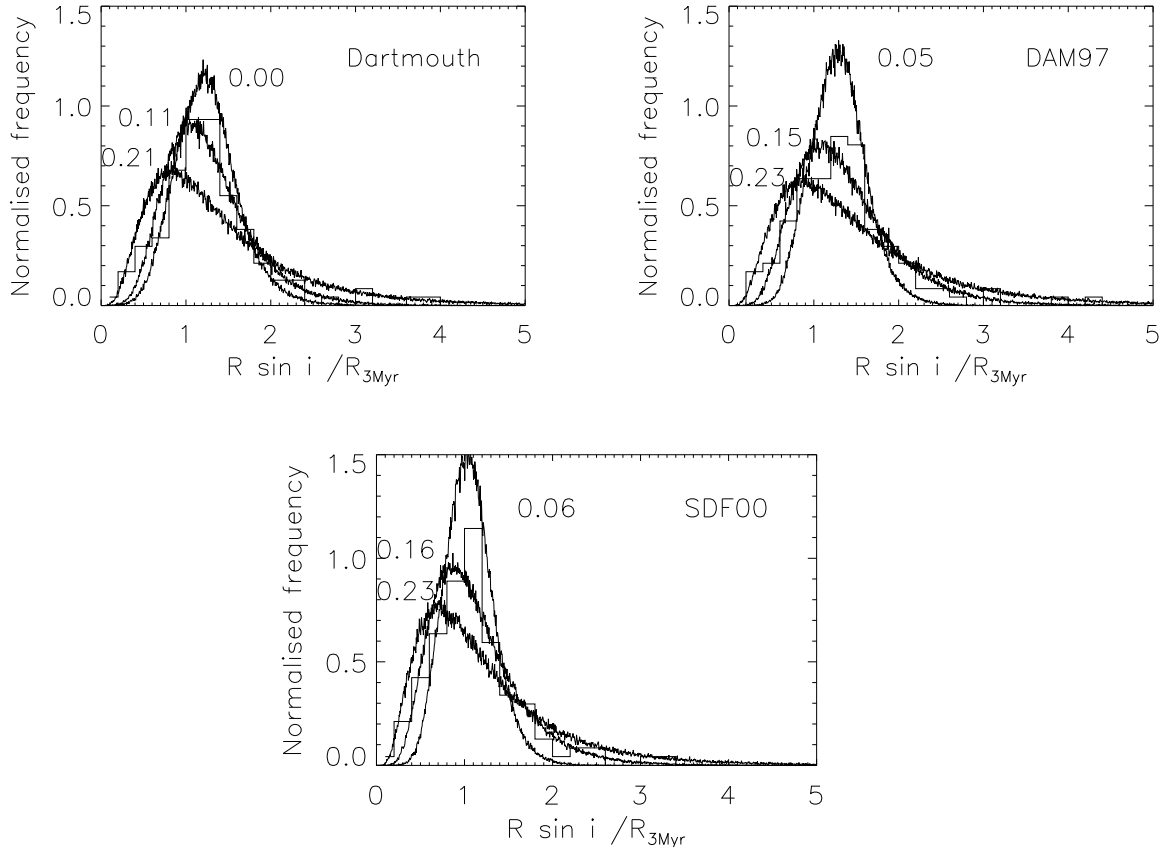 Normalised frequency
1.5
1.0
0.5
0.0
Dartmouth
0.00
0.11
0.21
0 1 2 3 4 5
R sin i /R3Myr
Normalised frequency
1.5
1.0
0.5
0.0
DAM97
0.05
0.15
0.23
0 1 2 3 4 5
R sin i /R3Myr
Normalised frequency
1.5
1.0
0.5
0.0
SDF00
0.06
0.16
0.23
0 1 2 3 4 5
R sin i /R3Myr